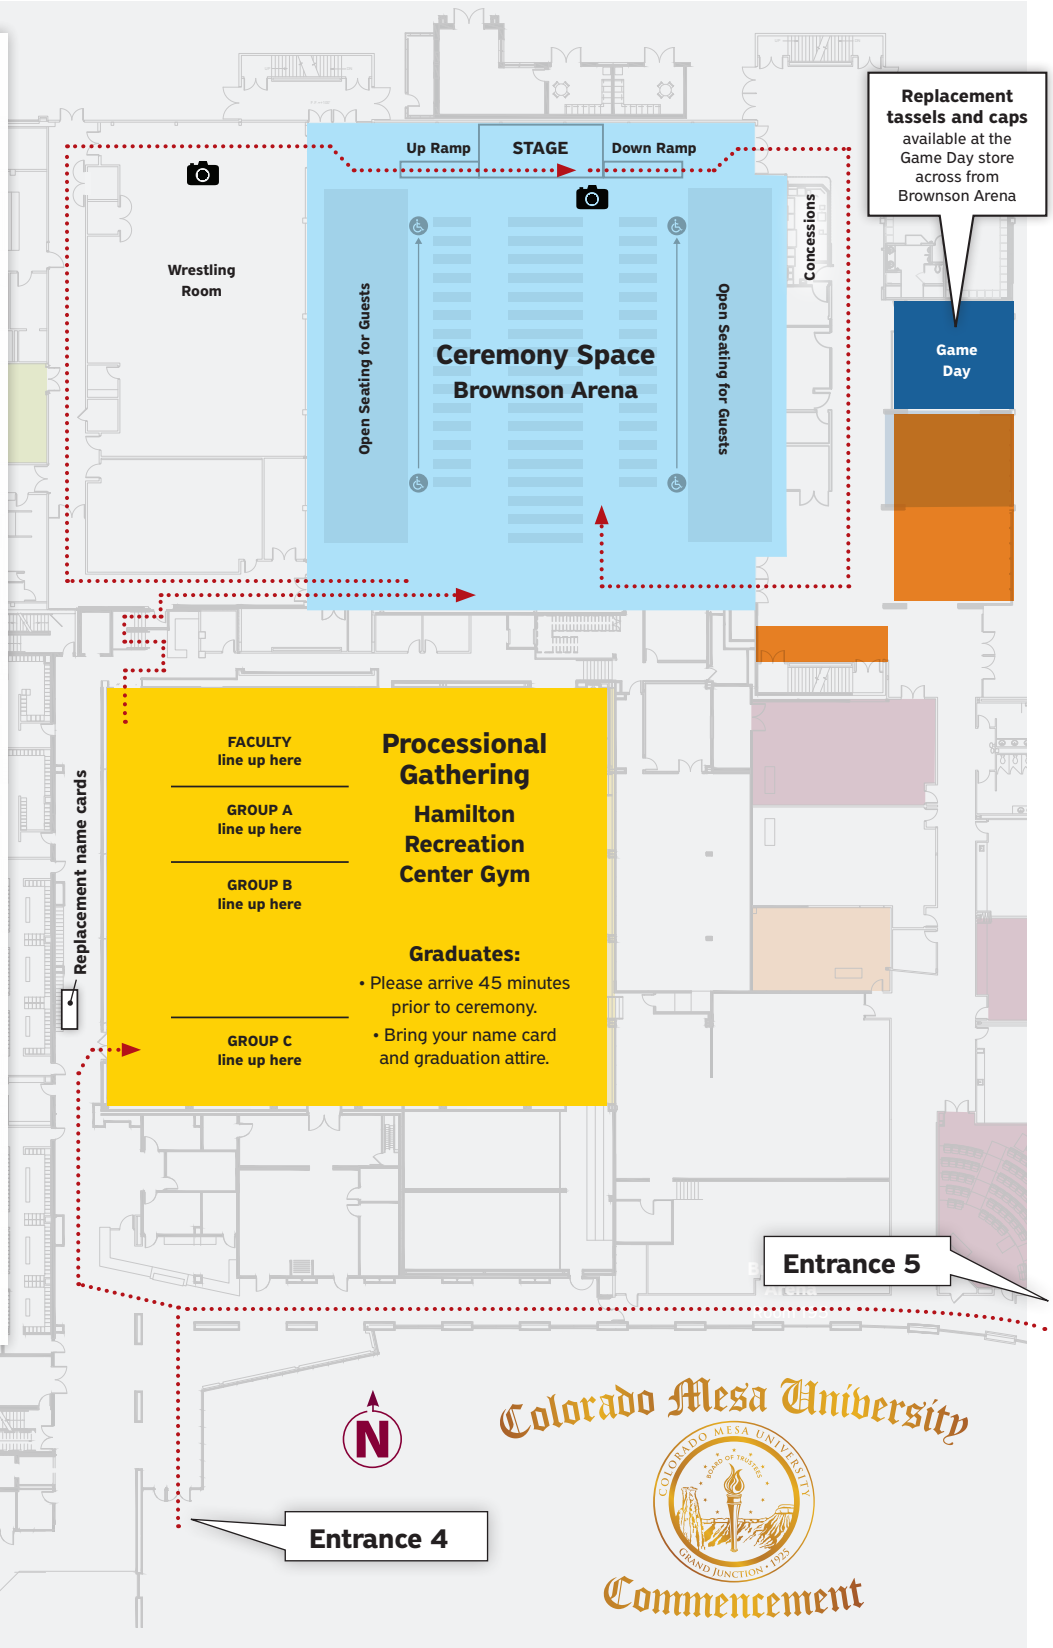 Replacement
tassels and caps
available at the
Game Day store
across from
Brownson Arena
Up Ramp
STAGE
Down Ramp
Wrestling
Room
Concessions
Open Seating for Guests
Open Seating for Guests
Ceremony Space
Brownson Arena
Game
Day
Replacement name cards
FACULTY
line up here
GROUP A
line up here
GROUP B
line up here
GROUP C
line up here
Processional
Gathering
Hamilton
Recreation
Center Gym
Graduates:
• Please arrive 45 minutes
prior to ceremony.
• Bring your name card
and graduation attire.
Entrance 5
Arena
N
Entrance 4
Colorado Mesa University
COLORADO MESA UNIVERSITY
BOARD OF TRUSTEES
GRAND JUNCTION • 1925
Commencement